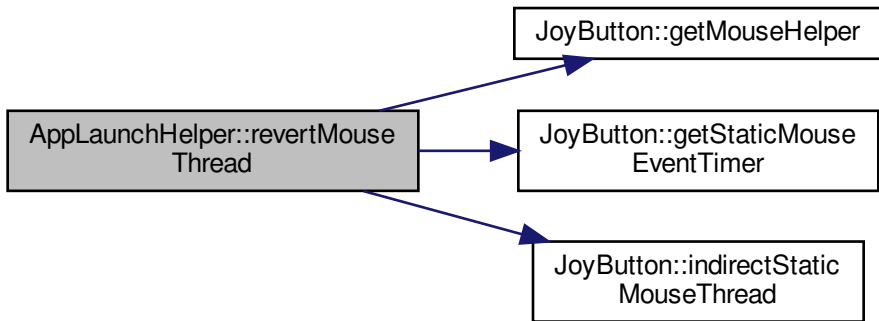 JoyButton::getMouseHelper
AppLaunchHelper::revertMouse
Thread
JoyButton::getStaticMouse
EventTimer
JoyButton::indirectStatic
MouseThread